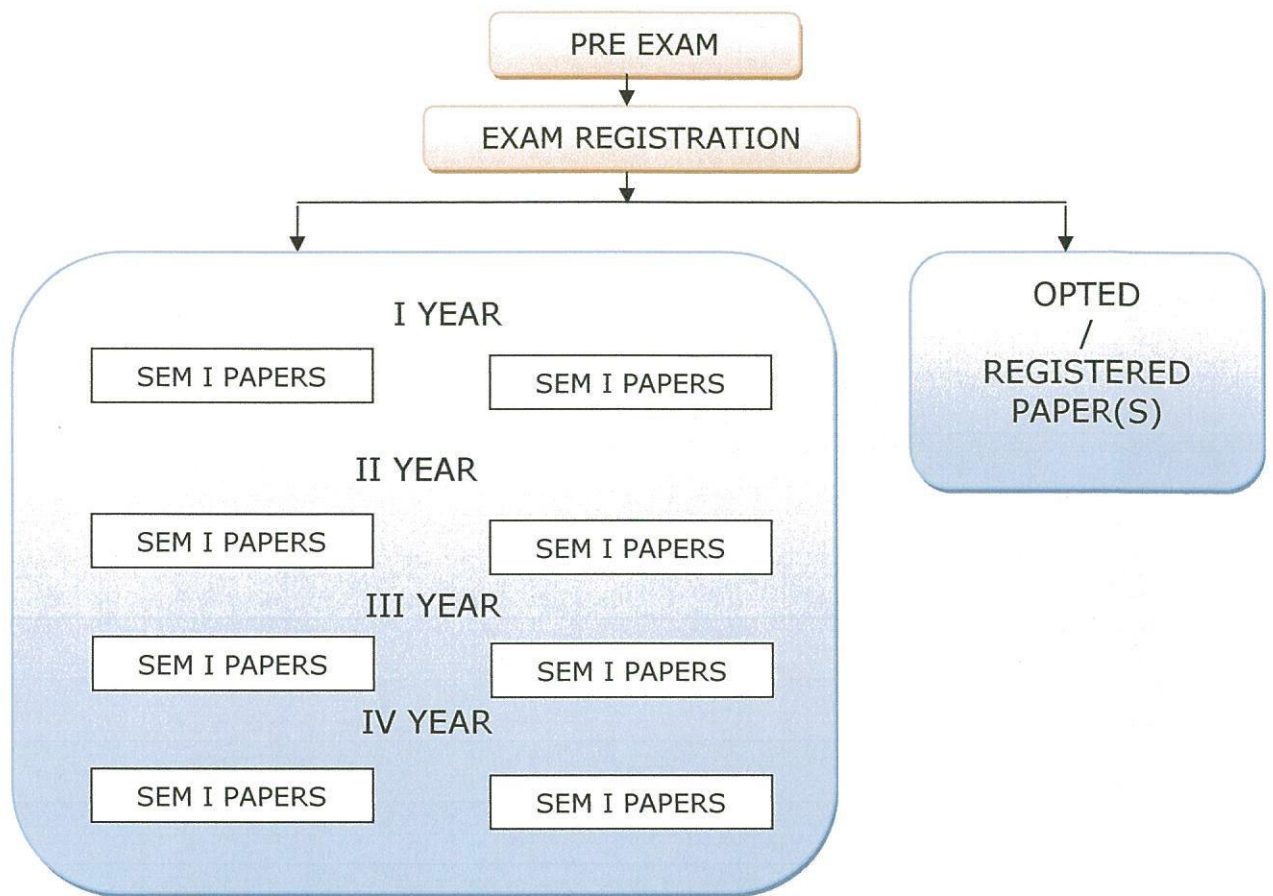 PRE EXAM
EXAM REGISTRATION
I YEAR
SEM I PAPERS
SEM I PAPERS
II YEAR
SEM I PAPERS
SEM I PAPERS
III YEAR
SEM I PAPERS
SEM I PAPERS
IV YEAR
SEM I PAPERS
SEM I PAPERS
OPTED
/
REGISTERED
PAPER(S)